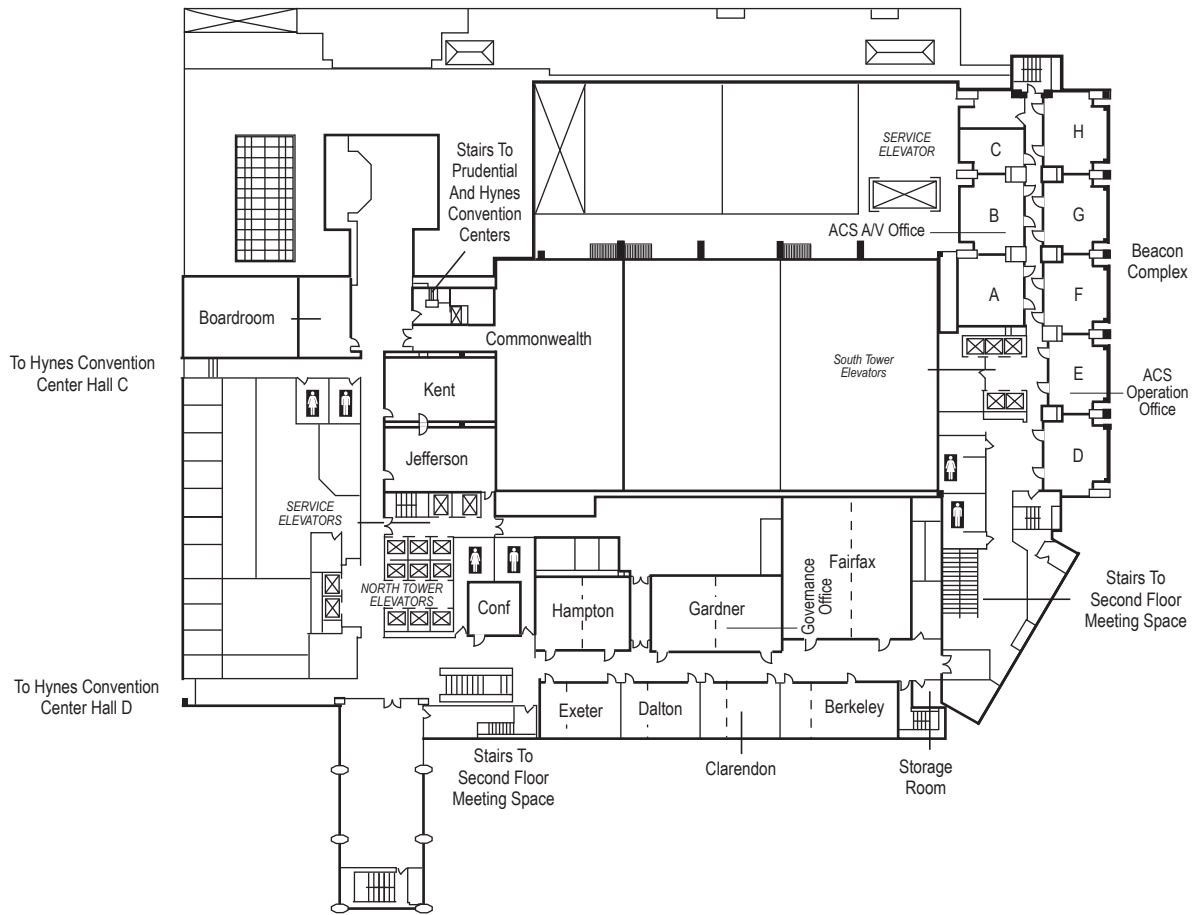 Stairs To
Prudential
And Hynes
Convention
Centers
SERVICE
ELEVATOR
C
H
B
G
ACS A/V Office
Beacon
Complex
A
F
Boardroom
Commonwealth
To Hynes Convention
Center Hall C
South Tower
Elevators
Kent
E
ACS
Operation
Office
Jefferson
D
SERVICE
ELEVATORS
NORTH TOWER
ELEVATORS
Conf
Hampton
Gardner
Governance
Office
Fairfax
Stairs To
Second Floor
Meeting Space
To Hynes Convention
Center Hall D
Exeter
Dalton
Berkeley
Stairs To
Second Floor
Meeting Space
Clarendon
Storage
Room